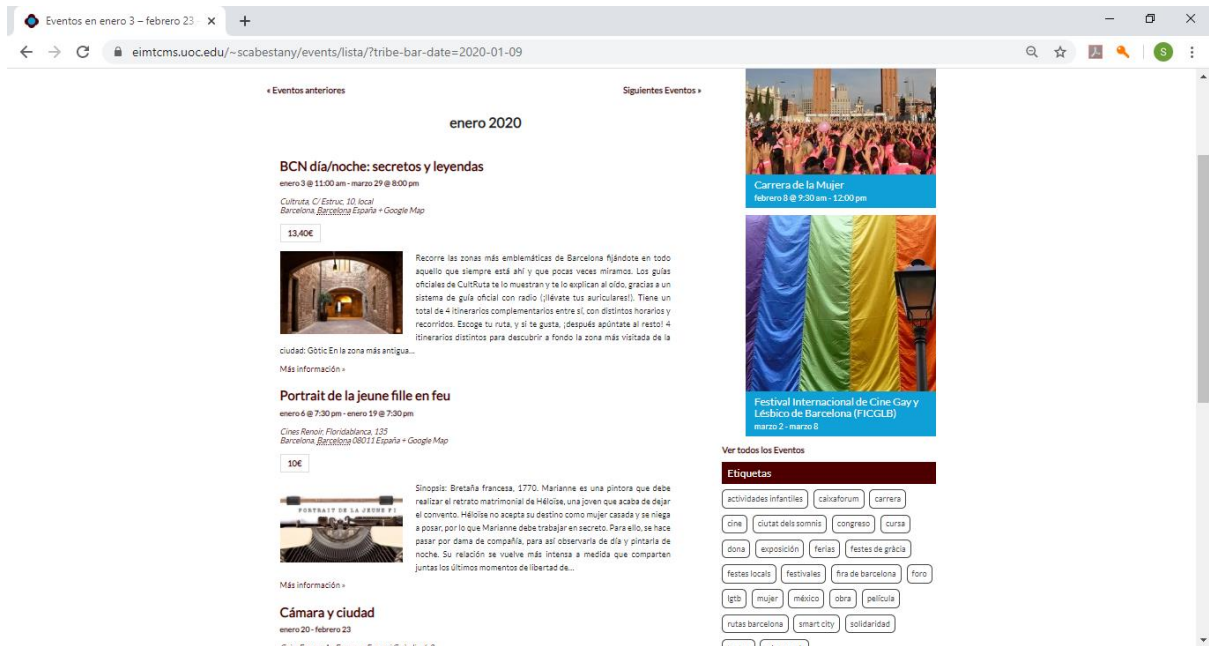 Eventos en enero 3 – febrero 23
eimtcms.uoc.edu/~scabestany/events/lista/?tribe-bar-date=2020-01-09
S
« Eventos anteriores
Siguientes Eventos »
enero 2020
BCN día/noche: secretos y leyendas
enero 3 @ 11:00 am - marzo 29 @ 8:00 pm
Cultruta, C/ Estruc, 10, local
Barcelona, Barcelona España + Google Map
13,40€
Recorre las zonas más emblemáticas de Barcelona fijándote en todo
aquello que siempre está ahí y que pocas veces miramos. Los guías
oficiales de CultRuta te lo muestran y te lo explican al oído, gracias a un
sistema de guía oficial con radio (¡llévate tus auriculares!). Tiene un
total de 4 itinerarios complementarios entre sí, con distintos horarios y
recorridos. Escoge tu ruta, y si te gusta, ¡después apúntate al resto! 4
itinerarios distintos para descubrir a fondo la zona más visitada de la
ciudad: Gòtic En la zona más antigua...
Más información »
Portrait de la jeune fille en feu
enero 6 @ 7:30 pm - enero 19 @ 7:30 pm
Cines Renoir, Floridablanca, 135
Barcelona, Barcelona 08011 España + Google Map
10€
PORTRAIT DE LA JEUNE FI
Sinopsis: Bretaña francesa, 1770. Marianne es una pintora que debe
realizar el retrato matrimonial de Héloïse, una joven que acaba de dejar
el convento. Héloïse no acepta su destino como mujer casada y se niega
a posar, por lo que Marianne debe trabajar en secreto. Para ello, se hace
pasar por dama de compañía, para así observarla de día y pintarla de
noche. Su relación se vuelve más intensa a medida que comparten
juntas los últimos momentos de libertad de...
Más información »
Cámara y ciudad
enero 20 - febrero 23
Carrera de la Mujer
febrero 8 @ 9:30 am - 12:00 pm
Festival Internacional de Cine Gay y
Lésbico de Barcelona (FICGLB)
marzo 2 - marzo 8
Ver todos los Eventos
Etiquetas
actividades infantiles caixaforum carrera
cine ciutat dels somnis congreso cursa
dona exposición ferias festes de gràcia
festes locals festivales fira de barcelona foro
lgtb mujer méxico obra película
rutas barcelona smart city solidaridad